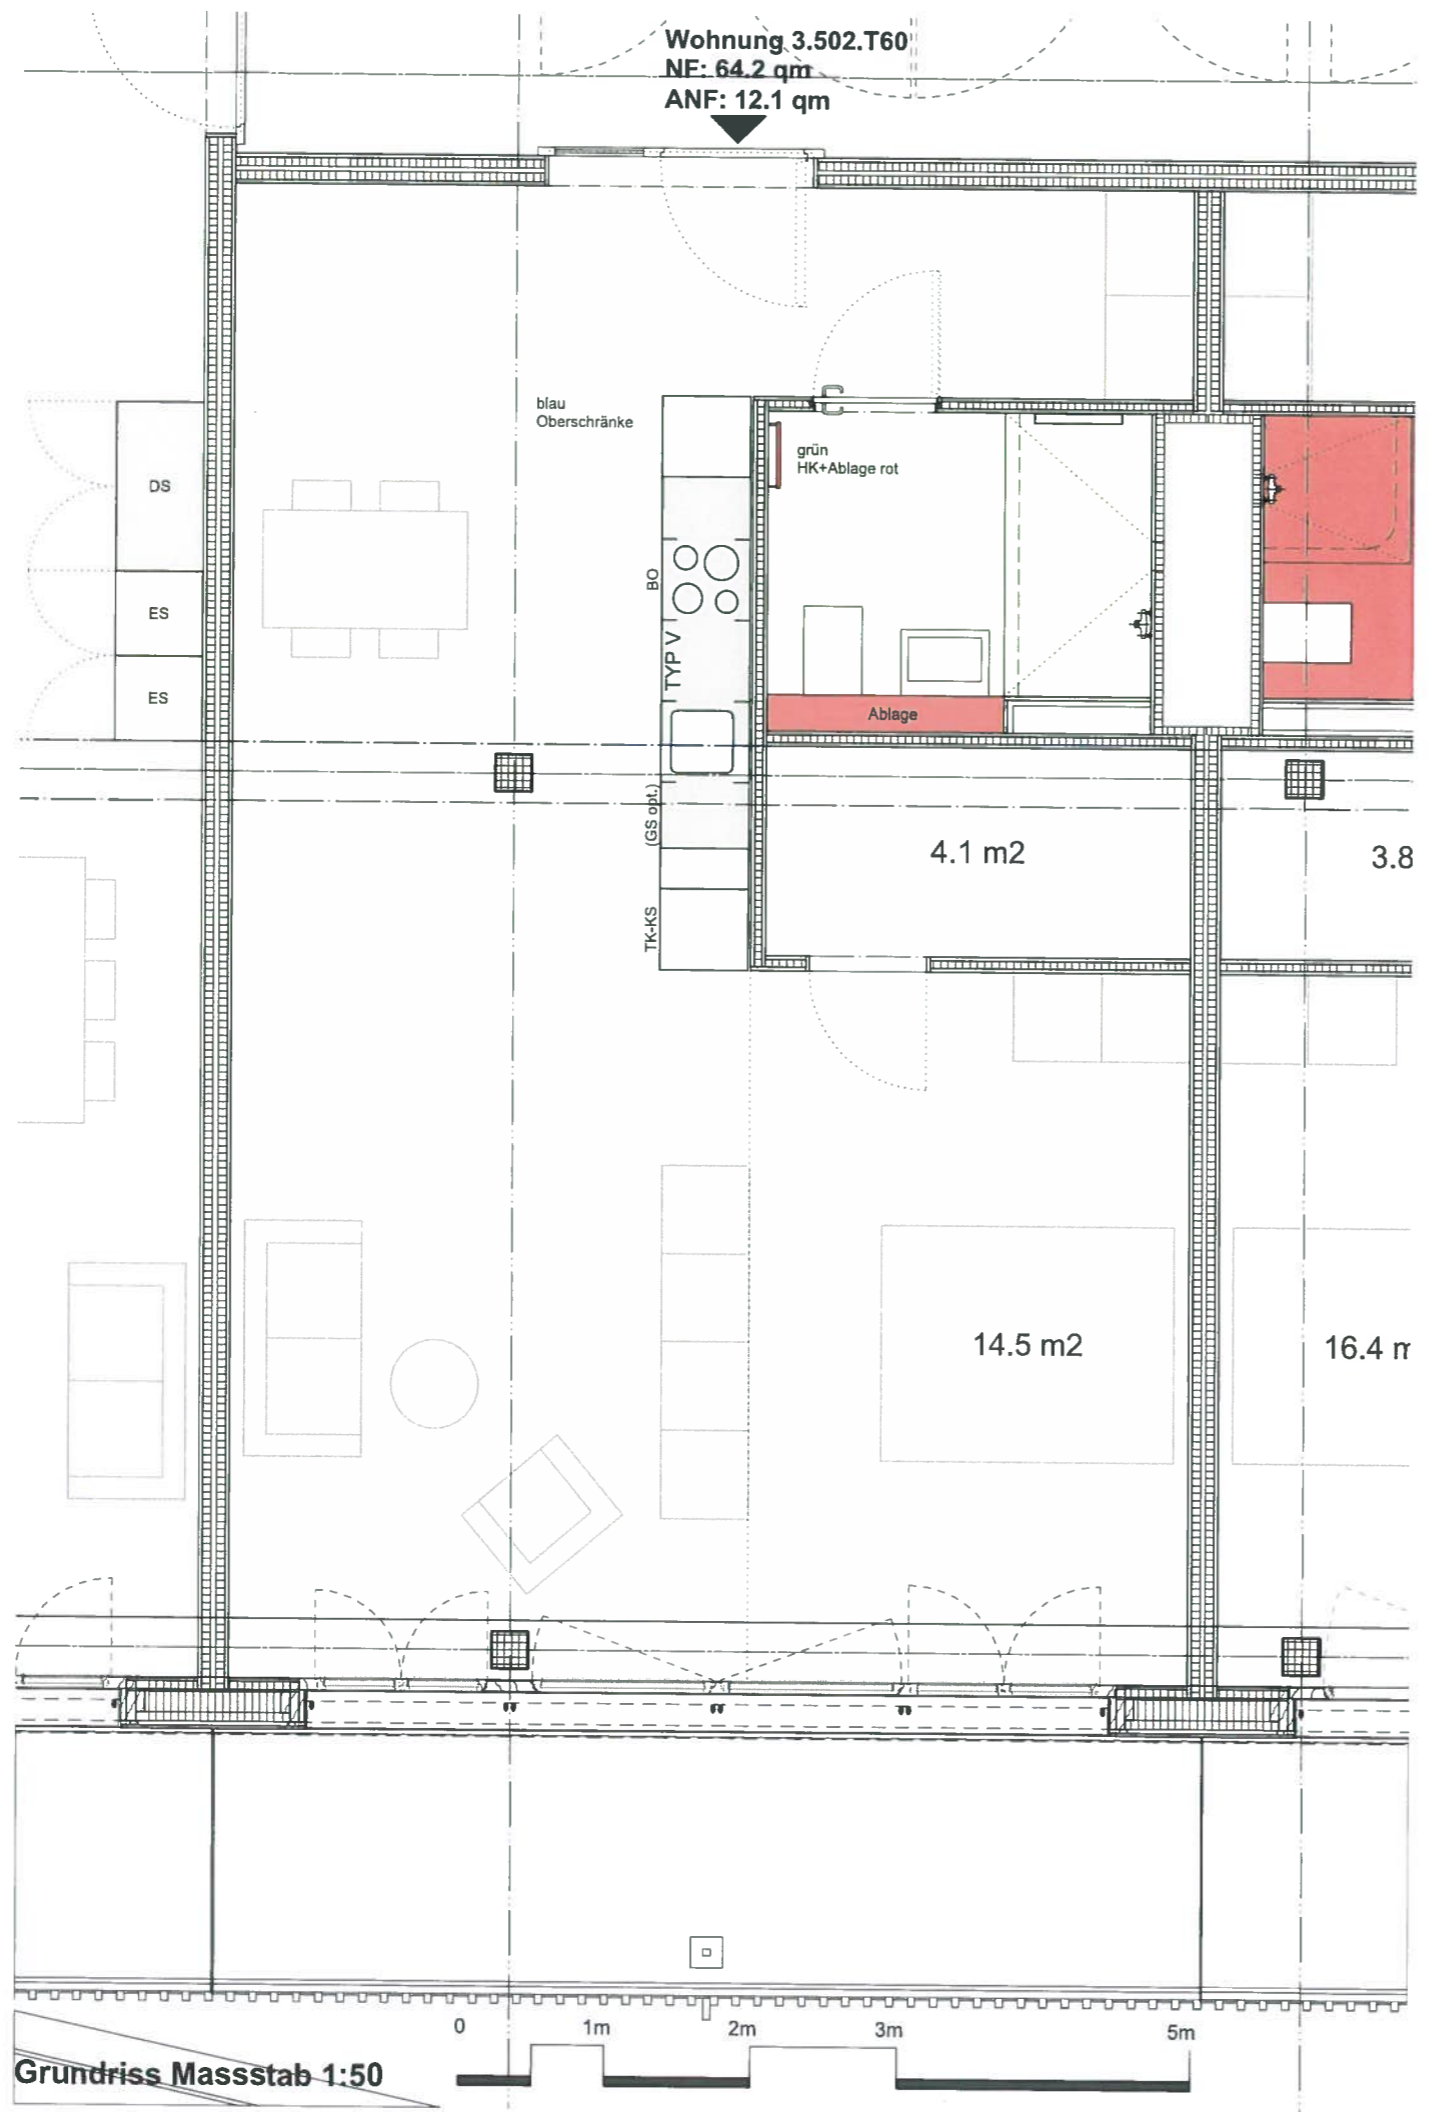 Wohnung 3.502.T60
NF: 64.2 qm
ANF: 12.1 qm
blau
Oberschränke
grün
HK+Ablage rot
DS
ES
ES
BO
TYP V
Ablage
(GS opt.)
TK-KS
4.1 m2
3.8
14.5 m2
16.4 m
0
1m
2m
3m
5m
Grundriss Massstab 1:50